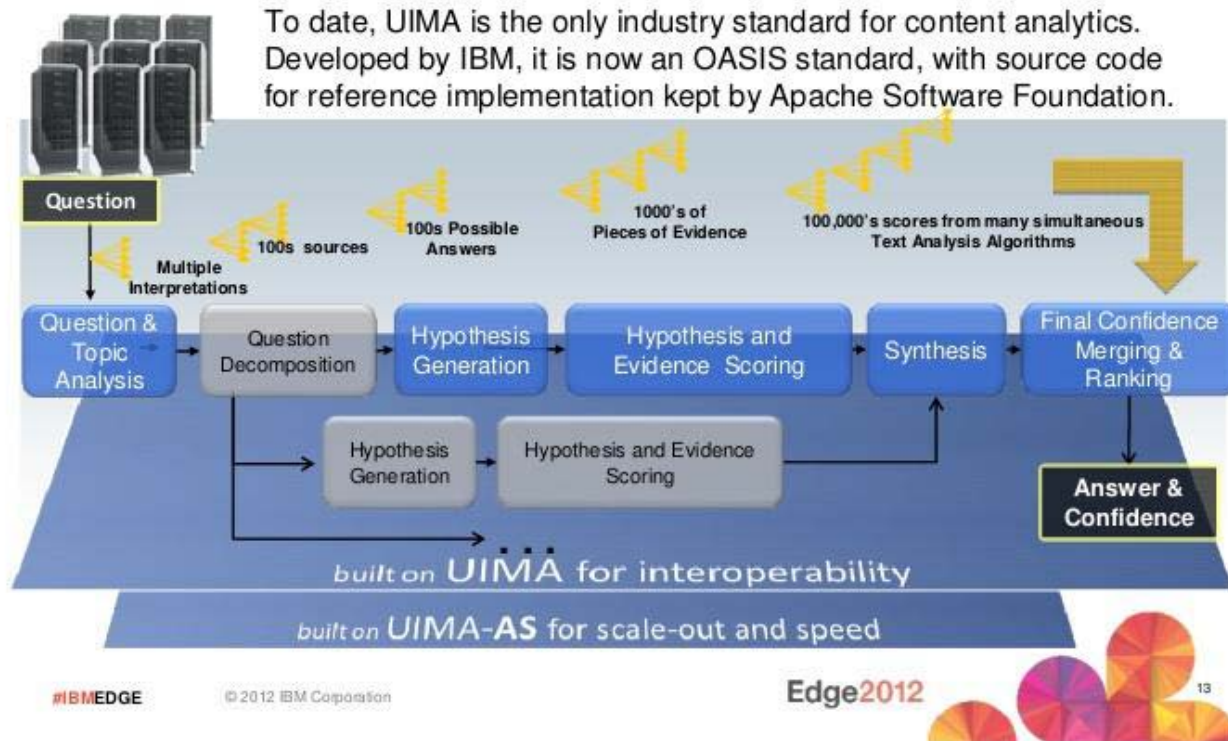 To date, UIMA is the only industry standard for content analytics.
Developed by IBM, it is now an OASIS standard, with source code
for reference implementation kept by Apache Software Foundation.
Question
Multiple
Interpretations
100s sources
100s Possible
Answers
1000's of
Pieces of Evidence
100,000's scores from many simultaneous
Text Analysis Algorithms
Question &
Topic
Analysis
Question
Decomposition
Hypothesis
Generation
Hypothesis and
Evidence Scoring
Synthesis
Final Confidence
Merging &
Ranking
Hypothesis
Generation
Hypothesis and Evidence
Scoring
Answer &
Confidence
. . .
built on UIMA for interoperability
built on UIMA-AS for scale-out and speed
#IBMEDGE
© 2012 IBM Corporation
Edge2012
13